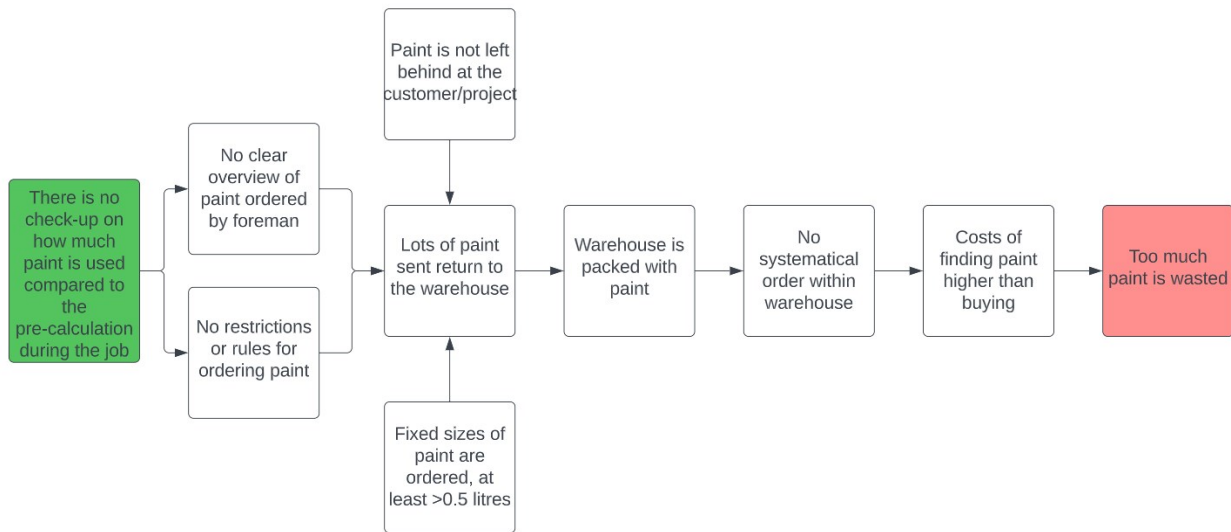 Paint is not left
behind at the
customer/project
There is no
check-up on
how much
paint is used
compared to
the
pre-calculation
during the job
No clear
overview of
paint ordered
by foreman
No restrictions
or rules for
ordering paint
Lots of paint
sent return to
the warehouse
Fixed sizes of
paint are
ordered, at
least >0.5 litres
Warehouse is
packed with
paint
No
systematical
order within
warehouse
Costs of
finding paint
higher than
buying
Too much
paint is wasted